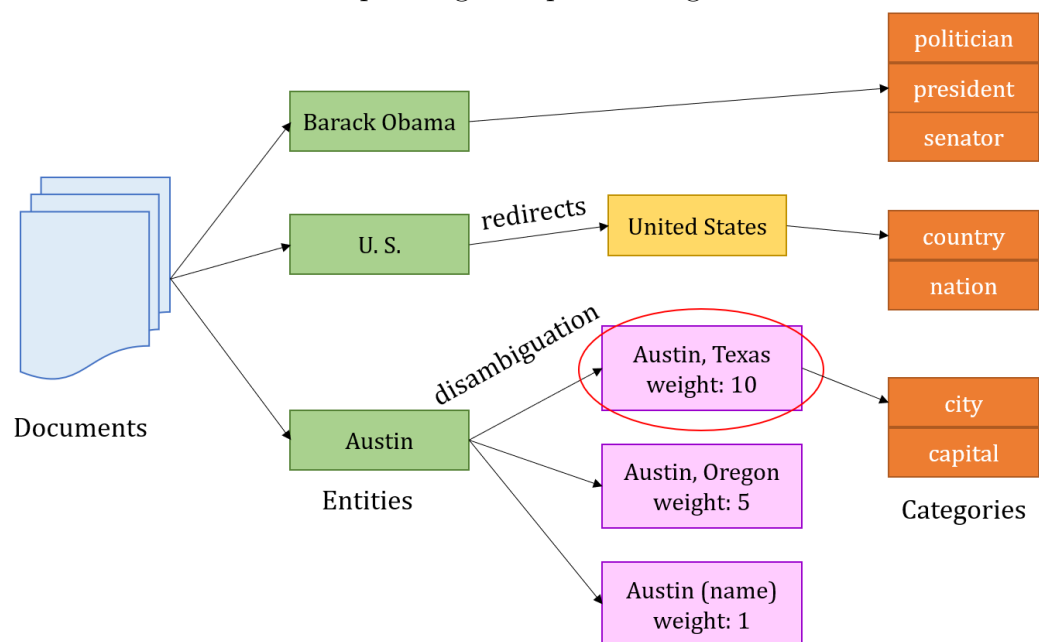 politician
president
senator
Barack Obama
redirects
U. S.
United States
country
nation
disambiguation
Austin, Texas
weight: 10
city
capital
Documents
Austin
Austin, Oregon
weight: 5
Entities
Categories
Austin (name)
weight: 1